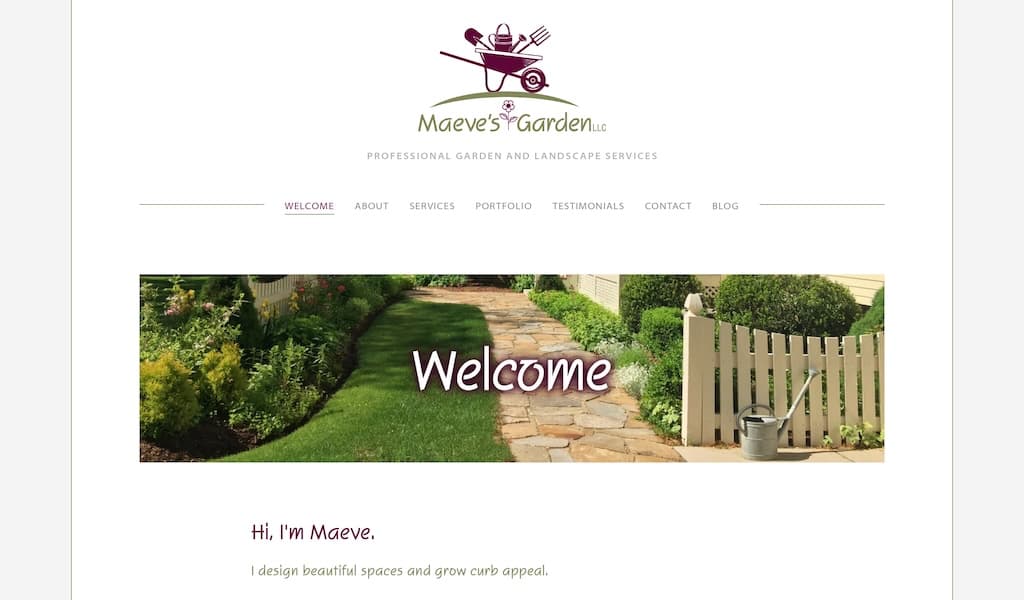 Maeve's Garden LLC
PROFESSIONAL GARDEN AND LANDSCAPE SERVICES
WELCOME ABOUT SERVICES PORTFOLIO TESTIMONIALS CONTACT BLOG
Welcome
Hi, I'm Maeve.
I design beautiful spaces and grow curb appeal.